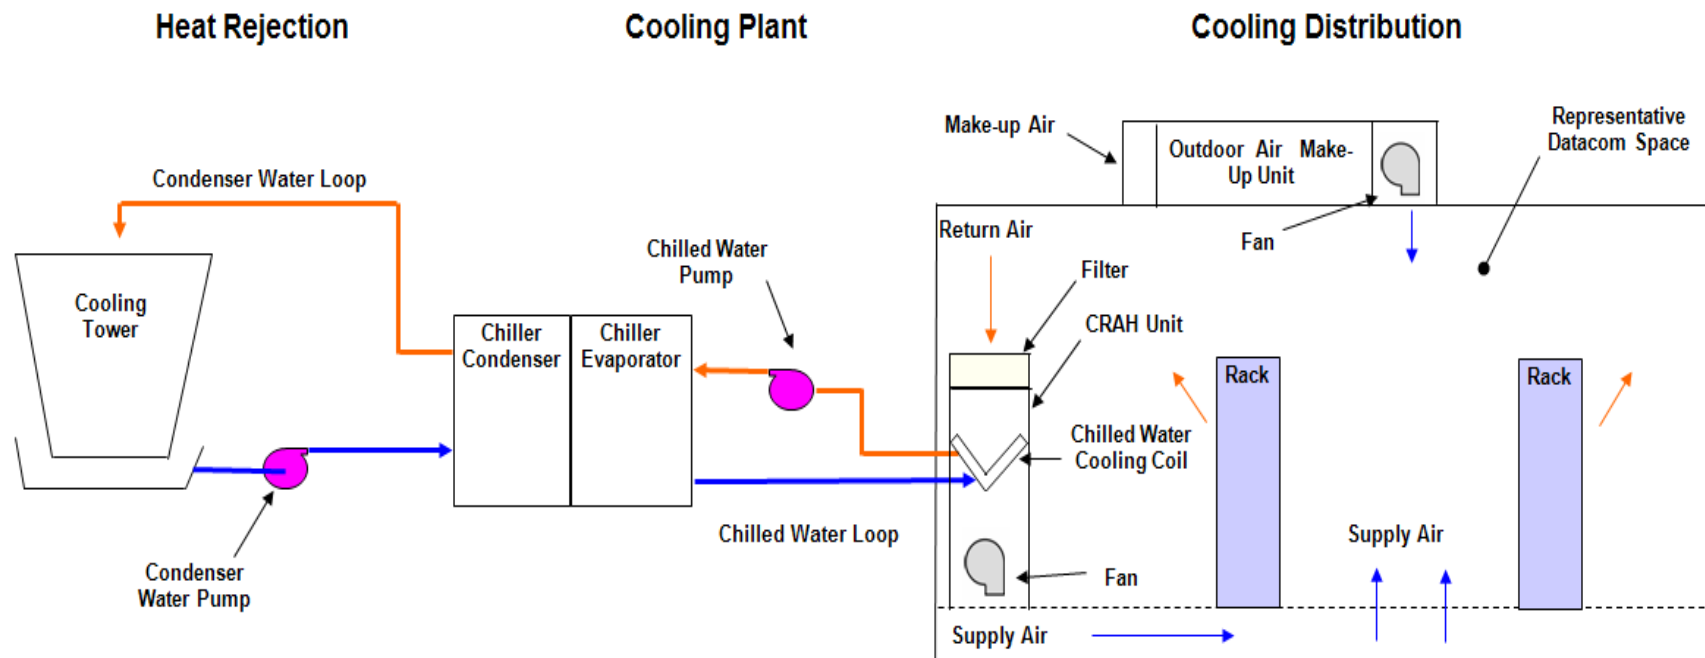 Heat Rejection
Cooling Plant
Cooling Distribution
Make-up Air
Outdoor Air Make-
Up Unit
Representative
Datacom Space
Condenser Water Loop
Return Air
Fan
Chilled Water
Pump
Filter
Cooling
Tower
Chiller
Condenser
Chiller
Evaporator
CRAH Unit
Rack
Rack
Chilled Water
Cooling Coil
Chilled Water Loop
Supply Air
Condenser
Water Pump
Fan
Supply Air